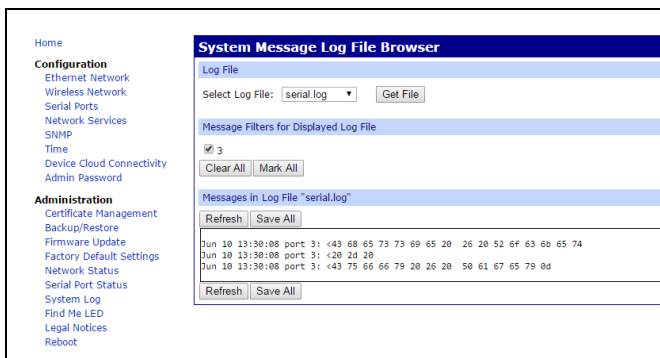 Home
Configuration
Ethernet Network
Wireless Network
Serial Ports
Network Services
SNMP
Time
Device Cloud Connectivity
Admin Password
Administration
Certificate Management
Backup/Restore
Firmware Update
Factory Default Settings
Network Status
Serial Port Status
System Log
Find Me LED
Legal Notices
Reboot
System Message Log File Browser
Log File
Select Log File: serial.log Get File
Message Filters for Displayed Log File
3
Clear All Mark All
Messages in Log File "serial.log"
Refresh Save All
Jun 10 13:30:08 port 3: <43 68 65 73 73 69 65 20 26 20 52 6f 63 6b 65 74
Jun 10 13:30:08 port 3: <20 2d 20
Jun 10 13:30:08 port 3: <43 75 66 66 79 20 26 20 50 61 67 65 79 0d
Refresh Save All